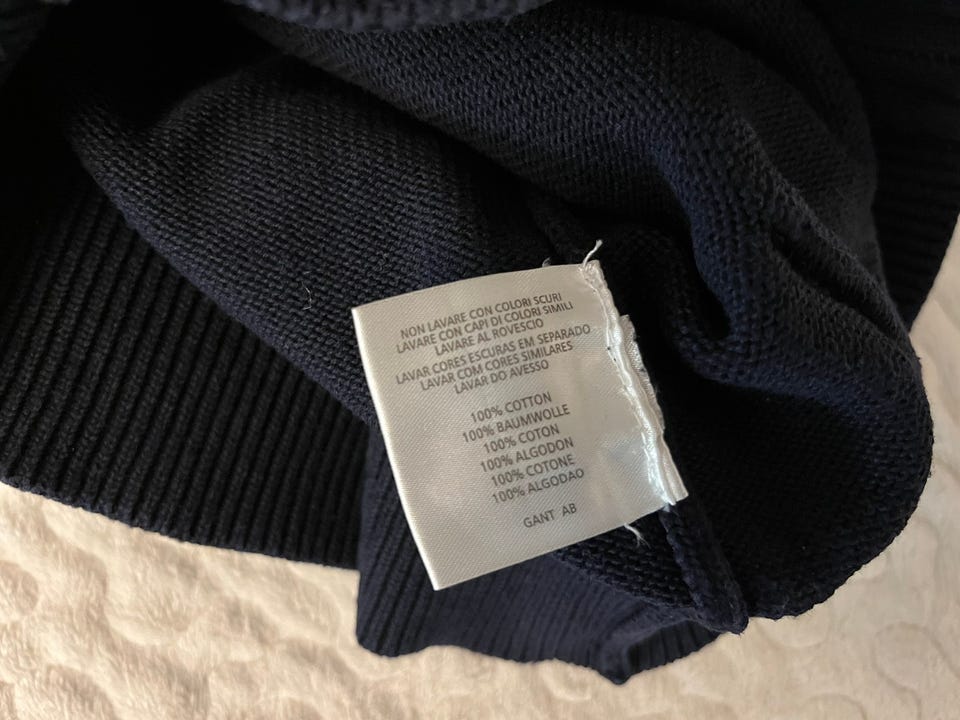 NON LAVARE CON COLORI SCURI
LAVARE CON CAPI DI COLORI SIMILI
LAVARE AL ROVESCIO
LAVAR CORES ESCURAS EM SEPARADO
LAVAR COM CORES SIMILARES
LAVAR DO AVESSO
100% COTTON
100% BAUMWOLLE
100% COTON
100% ALGODON
100% COTONE
100% ALGODAO
GANT AB